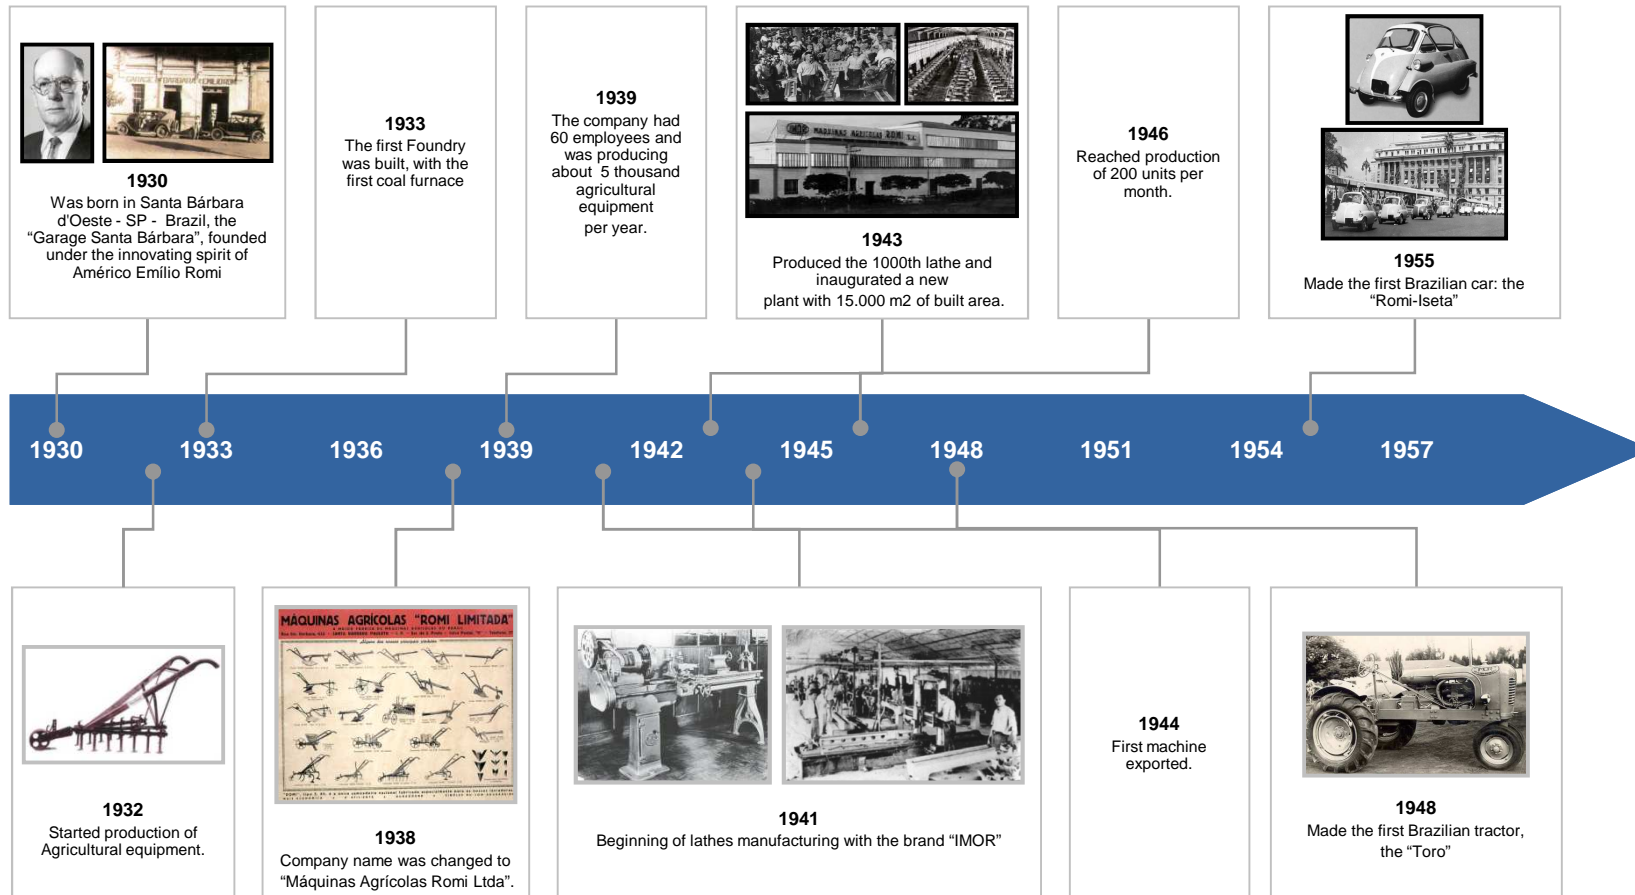 GARAGE S. BARBARA
1930
Was born in Santa Bárbara
d'Oeste - SP - Brazil, the
“Garage Santa Bárbara”, founded
under the innovating spirit of
Américo Emílio Romi
1933
The first Foundry
was built, with the
first coal furnace
1939
The company had
60 employees and
was producing
about 5 thousand
agricultural
equipment
per year.
MAQUINAS AGRICOLAS ROMI
1943
Produced the 1000th lathe and
inaugurated a new
plant with 15.000 m2 of built area.
1946
Reached production
of 200 units per
month.
1955
Made the first Brazilian car: the
“Romi-Iseta”
1930 1933 1936 1939 1942 1945 1948 1951 1954 1957
1932
Started production of
Agricultural equipment.
MÁQUINAS AGRÍCOLAS "ROMI LIMITADA"
1938
Company name was changed to
“Máquinas Agrícolas Romi Ltda”.
1941
Beginning of lathes manufacturing with the brand “IMOR”
1944
First machine
exported.
1948
Made the first Brazilian tractor,
the “Toro”